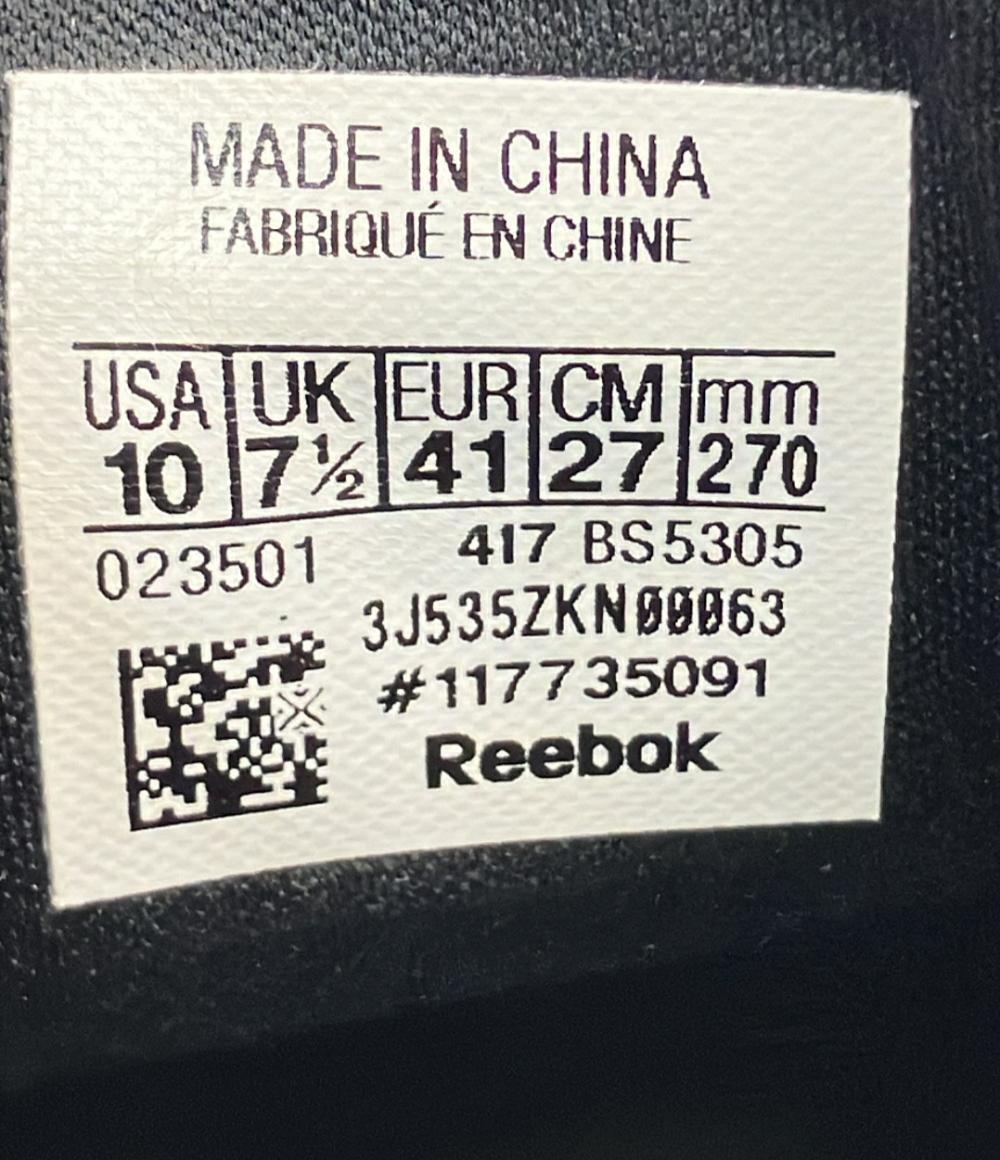 MADE IN CHINA
FABRIQUÉ EN CHINE
USA UK EUR CM mm
10 7½ 41 27 270
023501 417 BS5305
3J535ZKN00063
#117735091
Reebok